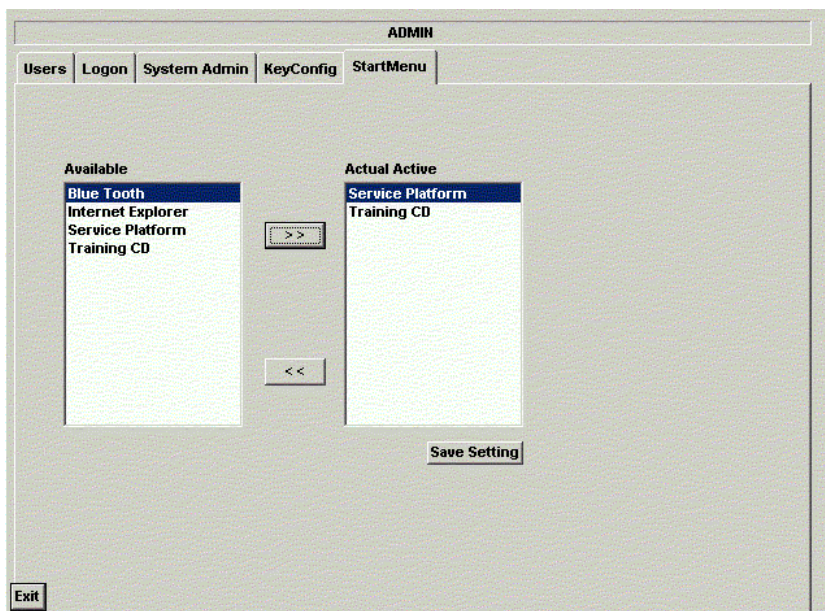 ADMIN
Users Logon System Admin KeyConfig StartMenu
Available Actual Active
Blue Tooth
Internet Explorer
Service Platform
Training CD
>>
<<
Service Platform
Training CD
Save Setting
Exit